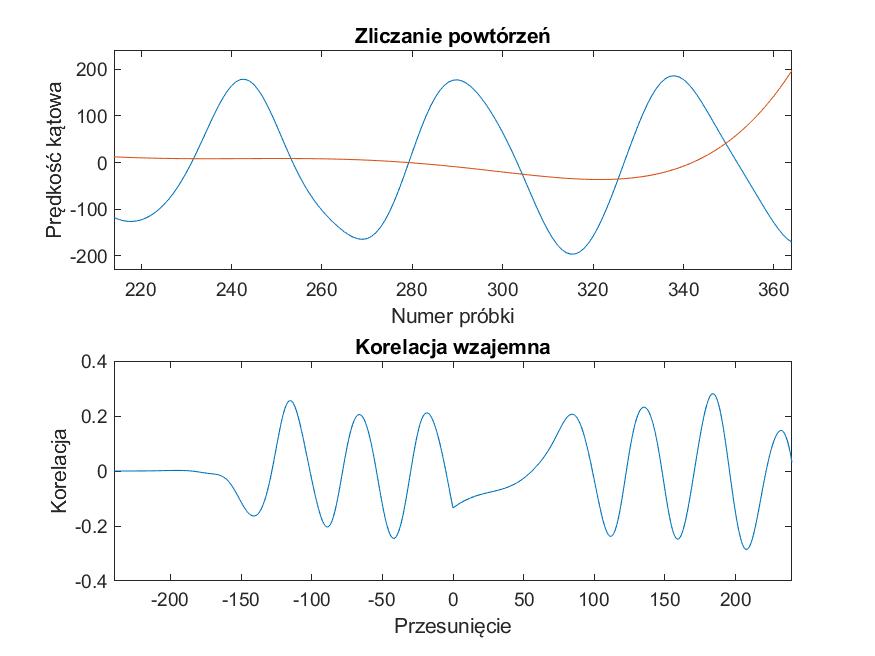 Zliczanie powtórzeń
Prędkość kątowa
200
100
0
-100
-200
220 240 260 280 300 320 340 360
Numer próbki
Korelacja wzajemna
Korelacja
0.4
0.2
0
-0.2
-0.4
-200 -150 -100 -50 0 50 100 150 200
Przesunięcie